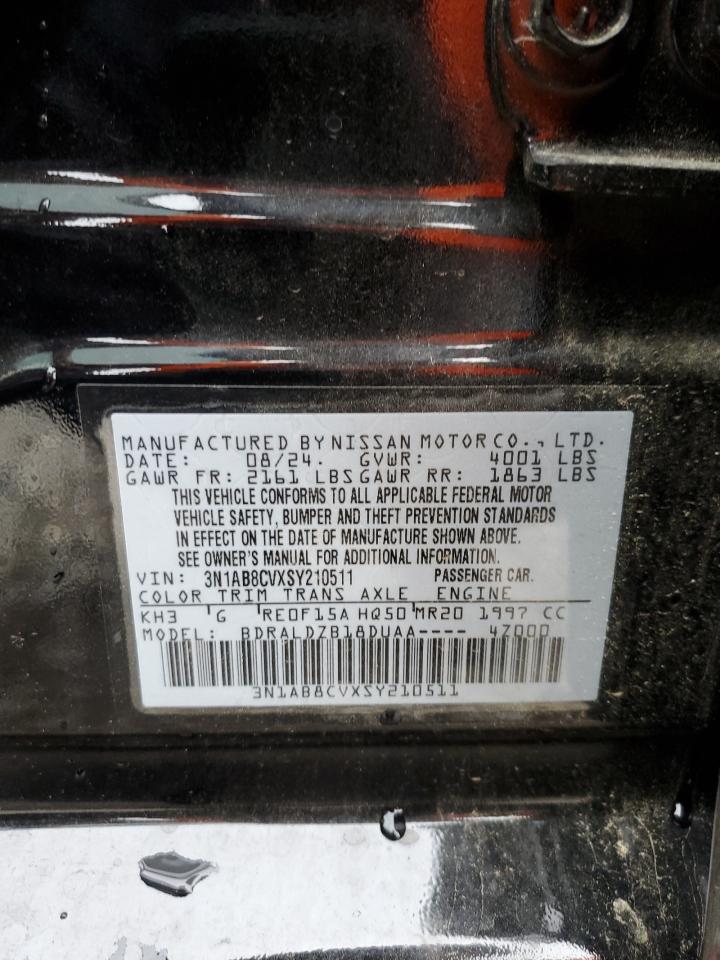 MANUFACTURED BY NISSAN MOTOR CO., LTD.
DATE: 08/24. GVWR: 4001 LBS
GAWR FR: 2161 LBS GAWR RR: 1863 LBS
THIS VEHICLE CONFORMS TO ALL APPLICABLE FEDERAL MOTOR
VEHICLE SAFETY, BUMPER AND THEFT PREVENTION STANDARDS
IN EFFECT ON THE DATE OF MANUFACTURE SHOWN ABOVE.
SEE OWNER'S MANUAL FOR ADDITIONAL INFORMATION.
VIN: 3N1AB8CVXSY210511 PASSENGER CAR.
COLOR TRIM TRANS AXLE ENGINE
KH3 G RE0F15A HQ50 MR20 1997 CC
MODEL: BDRALDZB18DUAA---- 4Z000
3N1AB8CVXSY210511